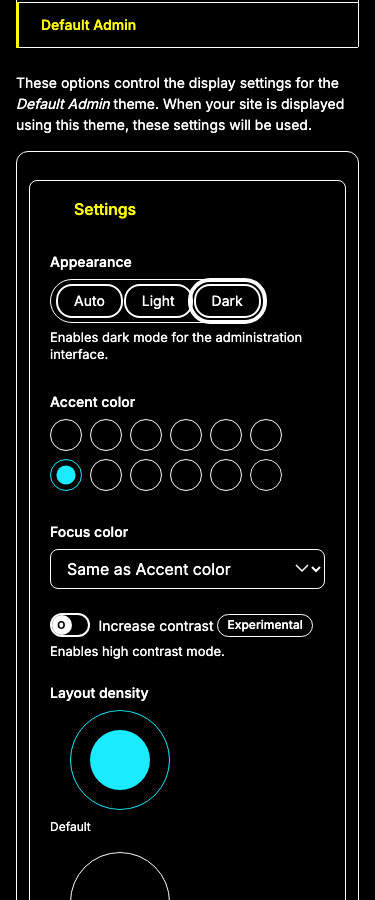 Default Admin
These options control the display settings for the
Default Admin theme. When your site is displayed
using this theme, these settings will be used.
Settings
Appearance
Auto
Light
Dark
Enables dark mode for the administration
interface.
Accent color
Focus color
Same as Accent color
Increase contrast
Experimental
Enables high contrast mode.
Layout density
Default